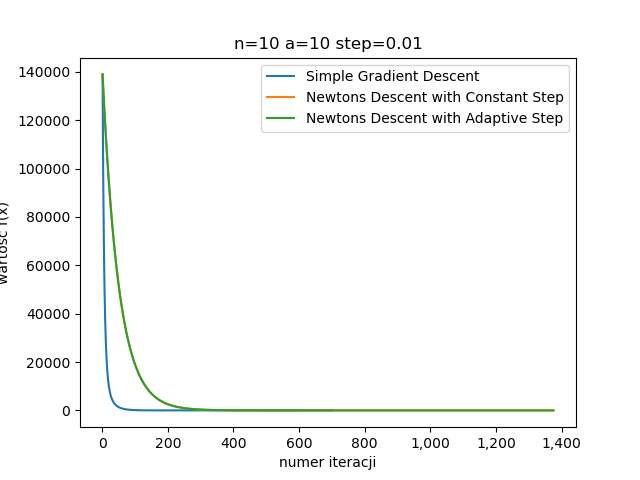 n=10 a=10 step=0.01
Simple Gradient Descent
Newtons Descent with Constant Step
Newtons Descent with Adaptive Step
140000
120000
100000
80000
60000
40000
20000
0
wartość f(x)
0 200 400 600 800 1,000 1,200 1,400
numer iteracji